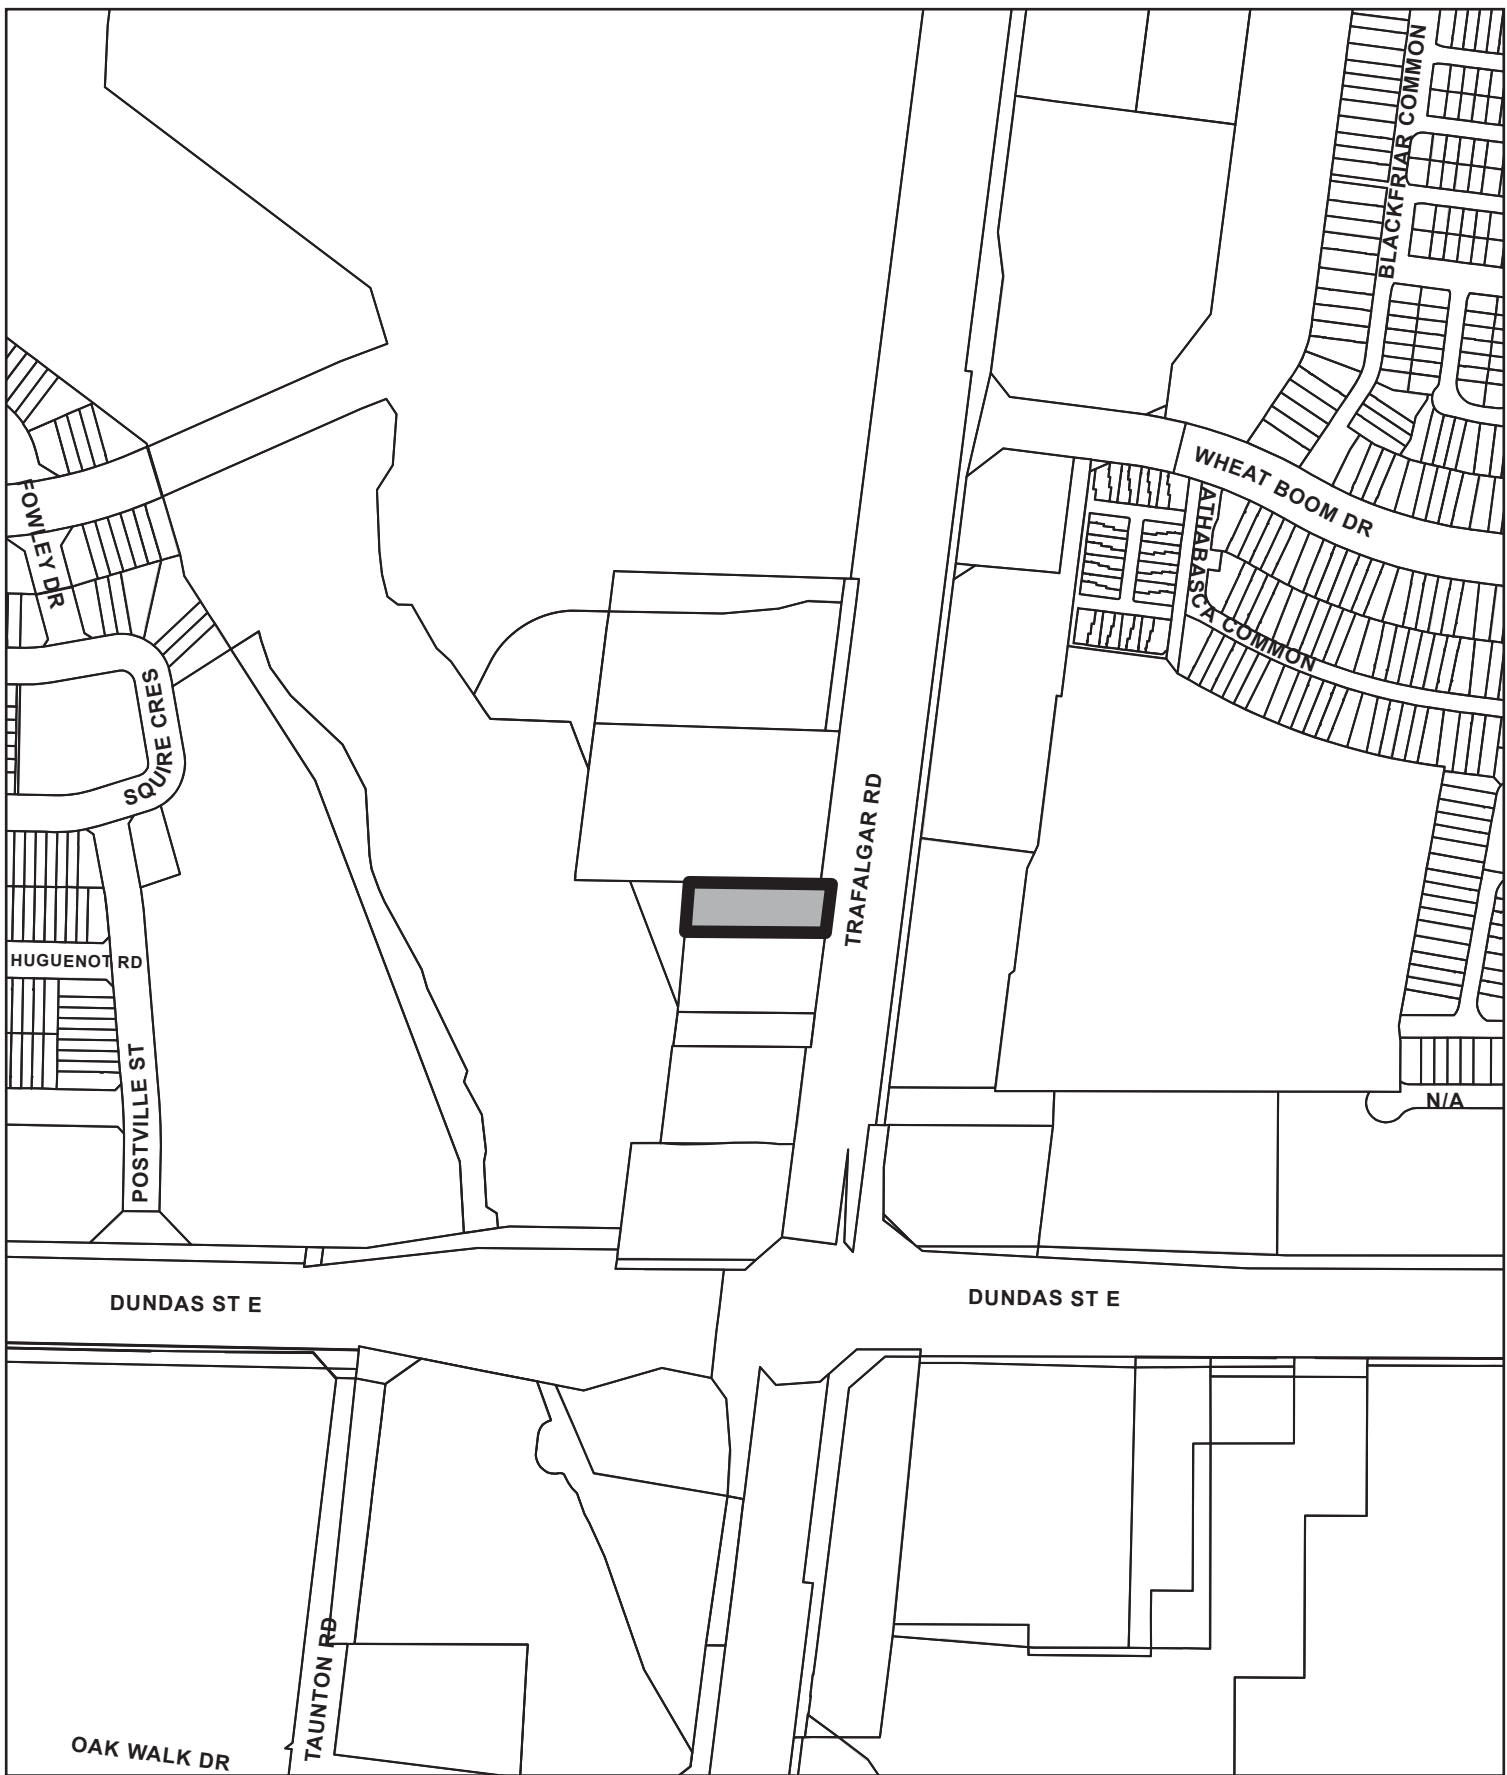 BLACKFRIAR COMMON
WHEAT BOOM DR
FOWLEY DR
ATHABASCA COMMON
SQUIRE CRES
TRAFALGAR RD
HUGUENOT RD
POSTVILLE ST
N/A
DUNDAS ST E
DUNDAS ST E
TAUNTON RD
OAK WALK DR